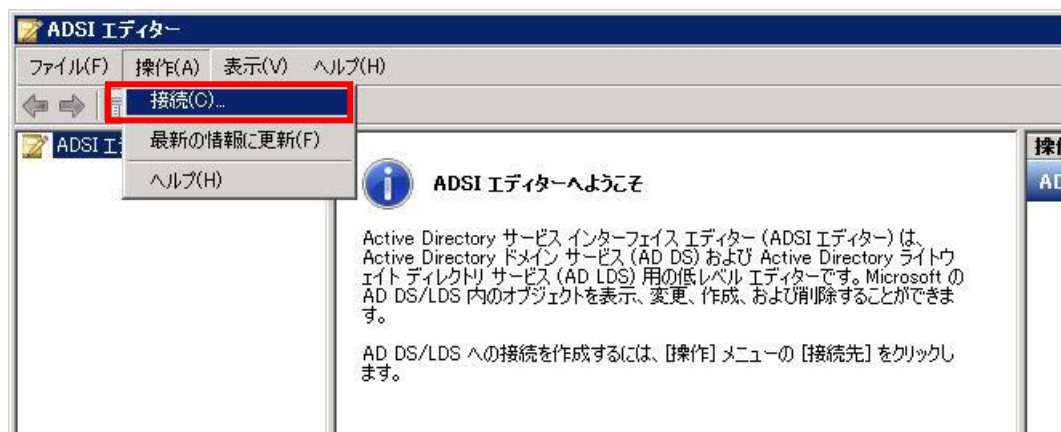 ADSI エディター
ファイル(F) 操作(A) 表示(V) ヘルプ(H)
接続(C)...
ADSI エ
最新の情報に更新(F)
ヘルプ(H)
ADSI エディターへようこそ
Active Directory サービス インターフェイス エディター (ADSI エディター) は、
Active Directory ドメイン サービス (AD DS) および Active Directory ライトウ
ェイト ディレクトリ サービス (AD LDS) 用の低レベル エディターです。Microsoft の
AD DS/LDS 内のオブジェクトを表示、変更、作成、および削除することができま
す。
AD DS/LDS への接続を作成するには、[操作] メニューの [接続先] をクリックし
ます。
操作
AD